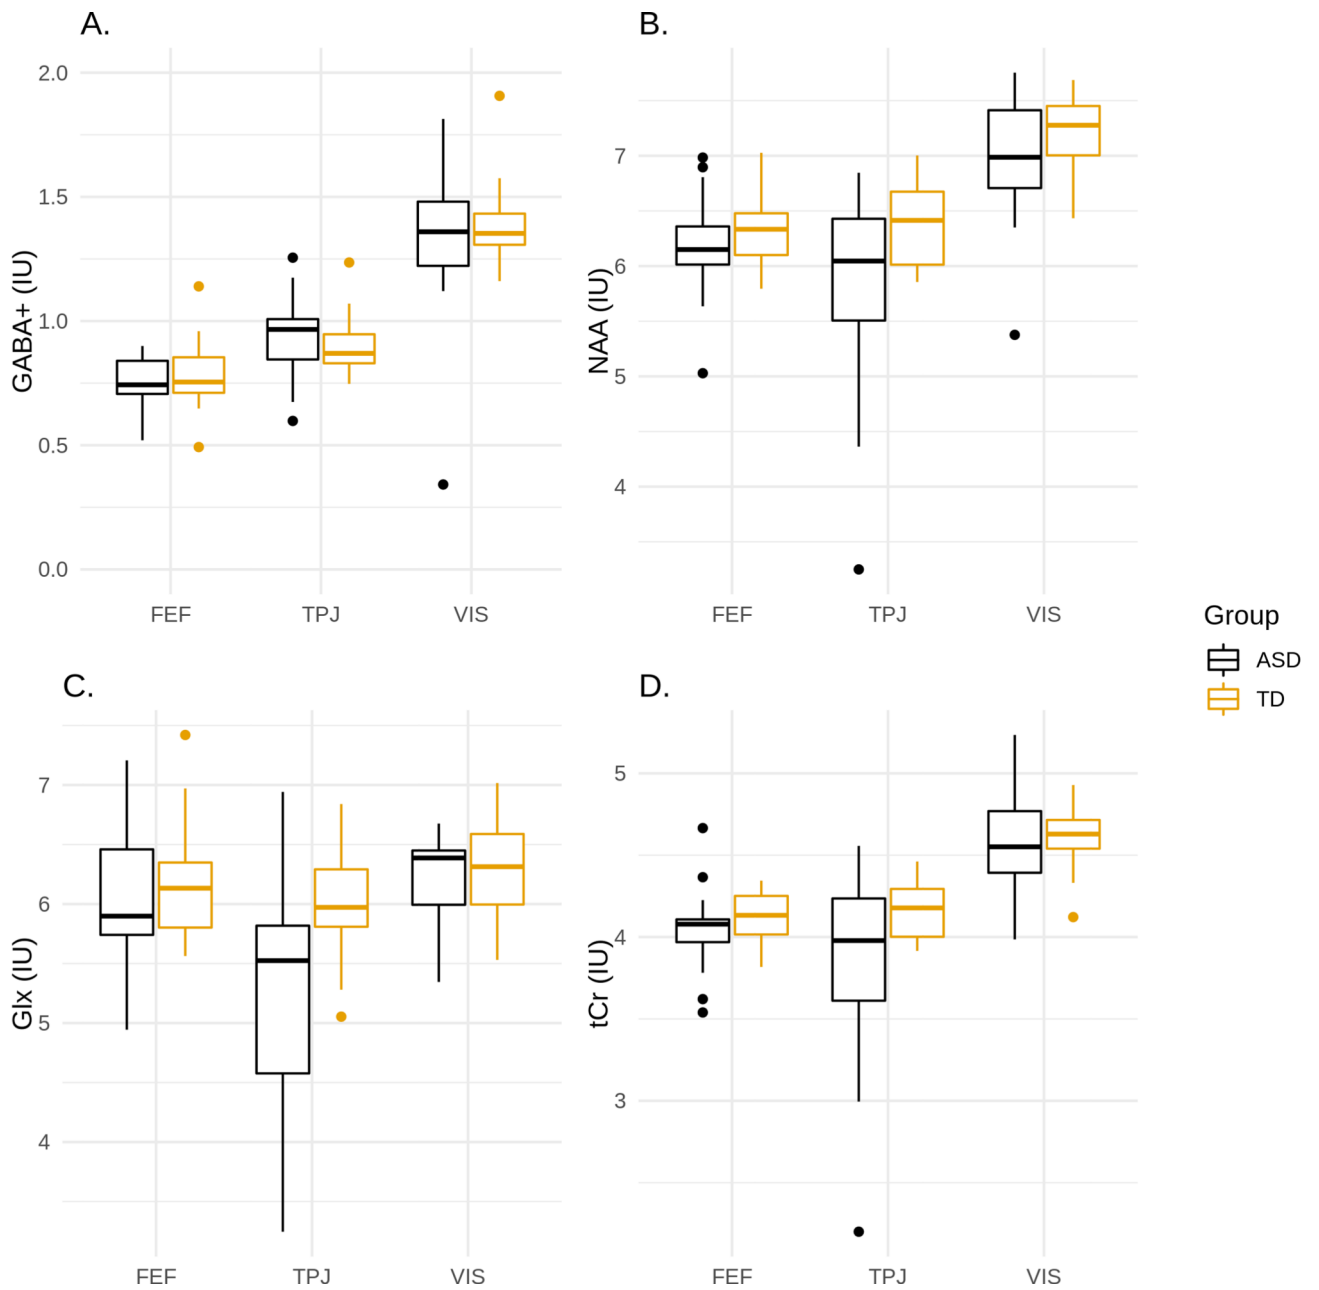 A.
GABA+ (IU)
2.0
1.5
1.0
0.5
0.0
FEF TPJ VIS
B.
NAA (IU)
7
6
5
4
FEF TPJ VIS
C.
Glx (IU)
7
6
5
4
FEF TPJ VIS
D.
tCr (IU)
5
4
3
FEF TPJ VIS
Group
ASD
TD